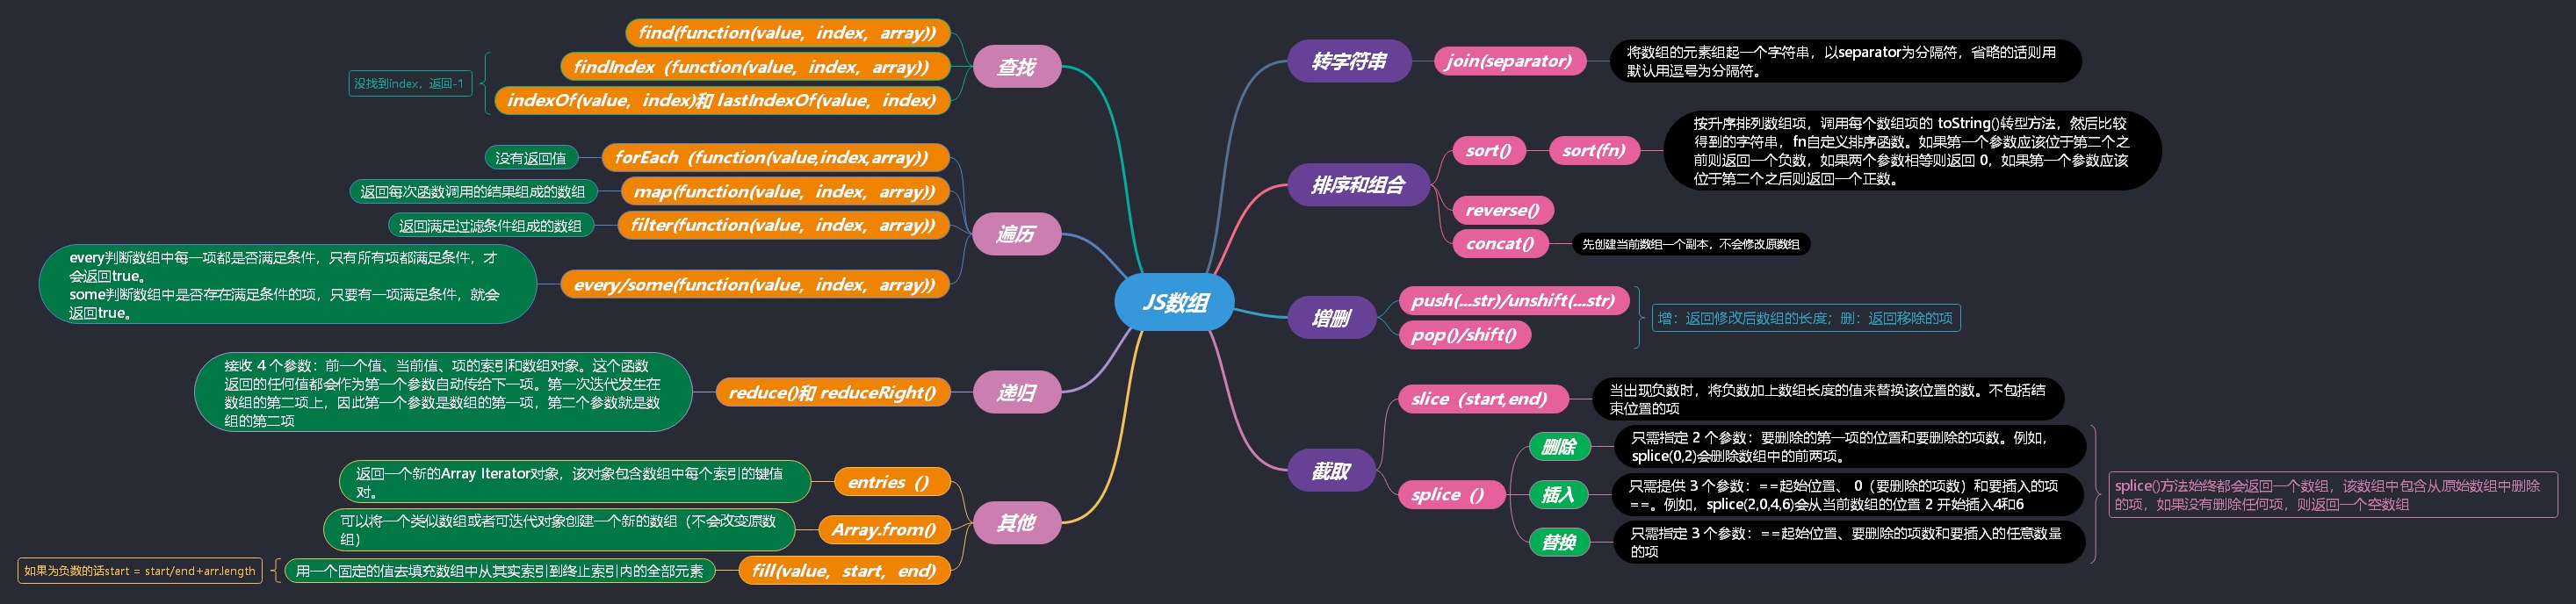 JS数组
查找
find(function(value, index, array))
findIndex（function(value, index, array))
indexOf(value, index)和 lastIndexOf(value, index)
没找到index，返回-1
遍历
forEach（function(value,index,array))
没有返回值
map(function(value, index, array))
返回每次函数调用的结果组成的数组
filter(function(value, index, array))
返回满足过滤条件组成的数组
every/some(function(value, index, array))
every判断数组中每一项都是否满足条件，只有所有项都满足条件，才
会返回true。
some判断数组中是否存在满足条件的项，只要有一项满足条件，就会
返回true。
递归
reduce()和 reduceRight()
接收 4 个参数：前一个值、当前值、项的索引和数组对象。这个函数
返回的任何值都会作为第一个参数自动传给下一项。第一次迭代发生在
数组的第二项上，因此第一个参数是数组的第一项，第二个参数就是数
组的第二项
其他
entries（）
返回一个新的Array Iterator对象，该对象包含数组中每个索引的键值
对。
Array.from()
可以将一个类似数组或者可迭代对象创建一个新的数组（不会改变原数
组）
fill(value, start, end)
用一个固定的值去填充数组中从其实索引到终止索引内的全部元素
如果为负数的话start = start/end+arr.length
转字符串
join(separator)
将数组的元素组起一个字符串，以separator为分隔符，省略的话则用
默认用逗号为分隔符。
排序和组合
sort()
sort(fn)
按升序排列数组项，调用每个数组项的 toString()转型方法，然后比较
得到的字符串，fn自定义排序函数。如果第一个参数应该位于第二个之
前则返回一个负数，如果两个参数相等则返回 0，如果第一个参数应该
位于第二个之后则返回一个正数。
reverse()
concat()
先创建当前数组一个副本，不会修改原数组
增删
push(...str)/unshift(...str)
pop()/shift()
增：返回修改后数组的长度；删：返回移除的项
截取
slice（start,end)
当出现负数时，将负数加上数组长度的值来替换该位置的数。不包括结
束位置的项
splice（）
删除
只需指定 2 个参数：要删除的第一项的位置和要删除的项数。例如，
splice(0,2)会删除数组中的前两项。
插入
只需提供 3 个参数：==起始位置、 0（要删除的项数）和要插入的项
==。例如，splice(2,0,4,6)会从当前数组的位置 2 开始插入4和6
替换
只需指定 3 个参数：==起始位置、要删除的项数和要插入的任意数量
的项
splice()方法始终都会返回一个数组，该数组中包含从原始数组中删除
的项，如果没有删除任何项，则返回一个空数组